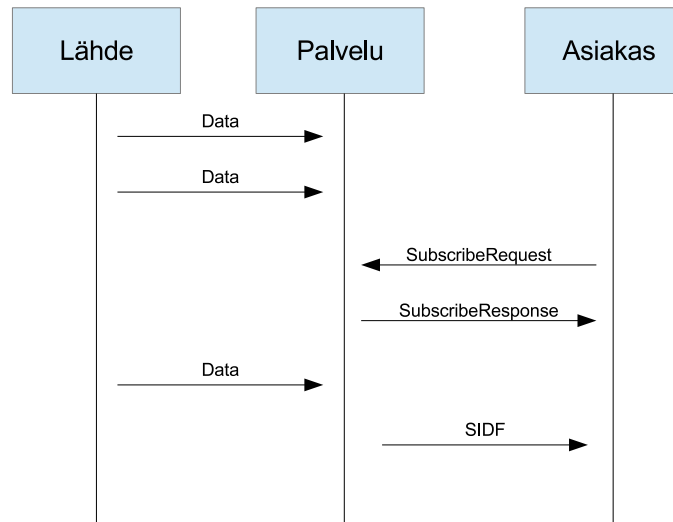 Lähde
Palvelu
Asiakas
Data
Data
SubscribeRequest
SubscribeResponse
Data
SIDF